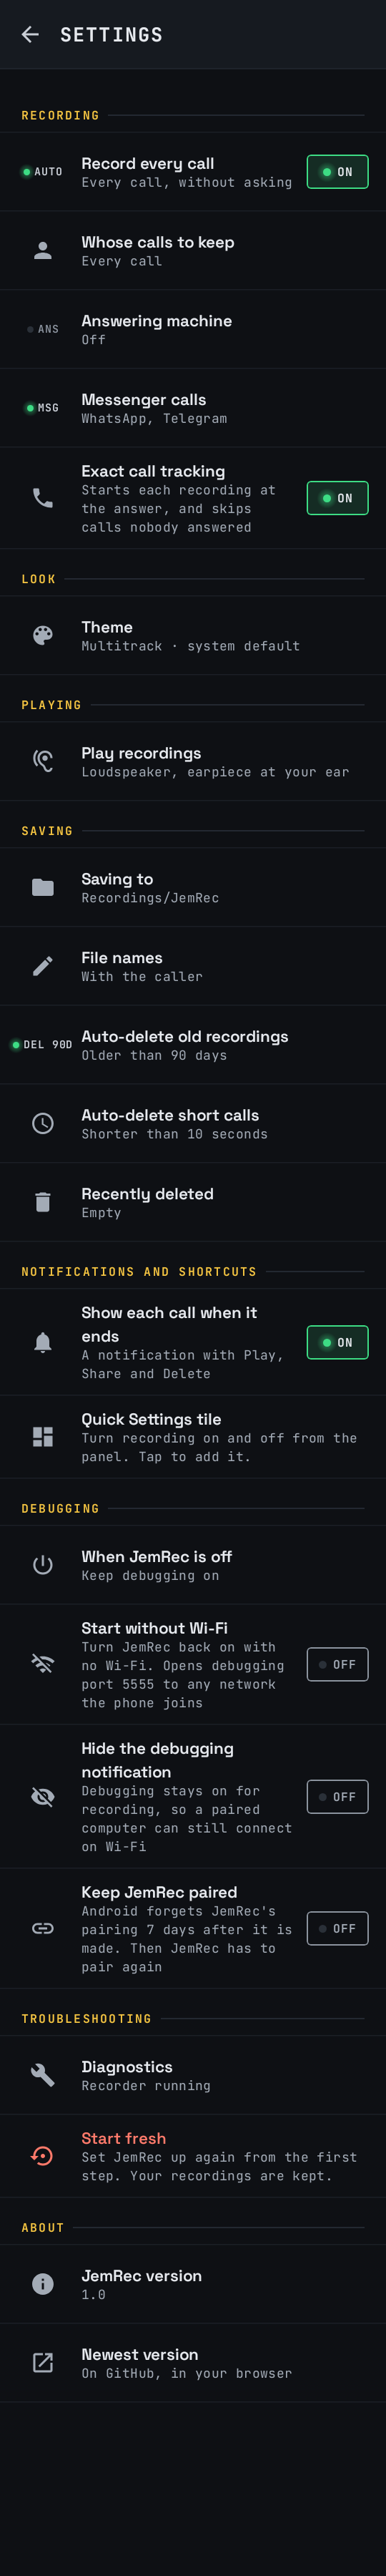 SETTINGS
RECORDING
AUTO
Record every call
Every call, without asking
ON
Whose calls to keep
Every call
ANS
Answering machine
Off
MSG
Messenger calls
WhatsApp, Telegram
Exact call tracking
Starts each recording at
the answer, and skips
calls nobody answered
ON
LOOK
Theme
Multitrack · system default
PLAYING
Play recordings
Loudspeaker, earpiece at your ear
SAVING
Saving to
Recordings/JemRec
File names
With the caller
DEL 90D
Auto-delete old recordings
Older than 90 days
Auto-delete short calls
Shorter than 10 seconds
Recently deleted
Empty
NOTIFICATIONS AND SHORTCUTS
Show each call when it
ends
A notification with Play,
Share and Delete
ON
Quick Settings tile
Turn recording on and off from the
panel. Tap to add it.
DEBUGGING
When JemRec is off
Keep debugging on
Start without Wi-Fi
Turn JemRec back on with
no Wi-Fi. Opens debugging
port 5555 to any network
the phone joins
OFF
Hide the debugging
notification
Debugging stays on for
recording, so a paired
computer can still connect
on Wi-Fi
OFF
Keep JemRec paired
Android forgets JemRec's
pairing 7 days after it is
made. Then JemRec has to
pair again
OFF
TROUBLESHOOTING
Diagnostics
Recorder running
Start fresh
Set JemRec up again from the first
step. Your recordings are kept.
ABOUT
JemRec version
1.0
Newest version
On GitHub, in your browser